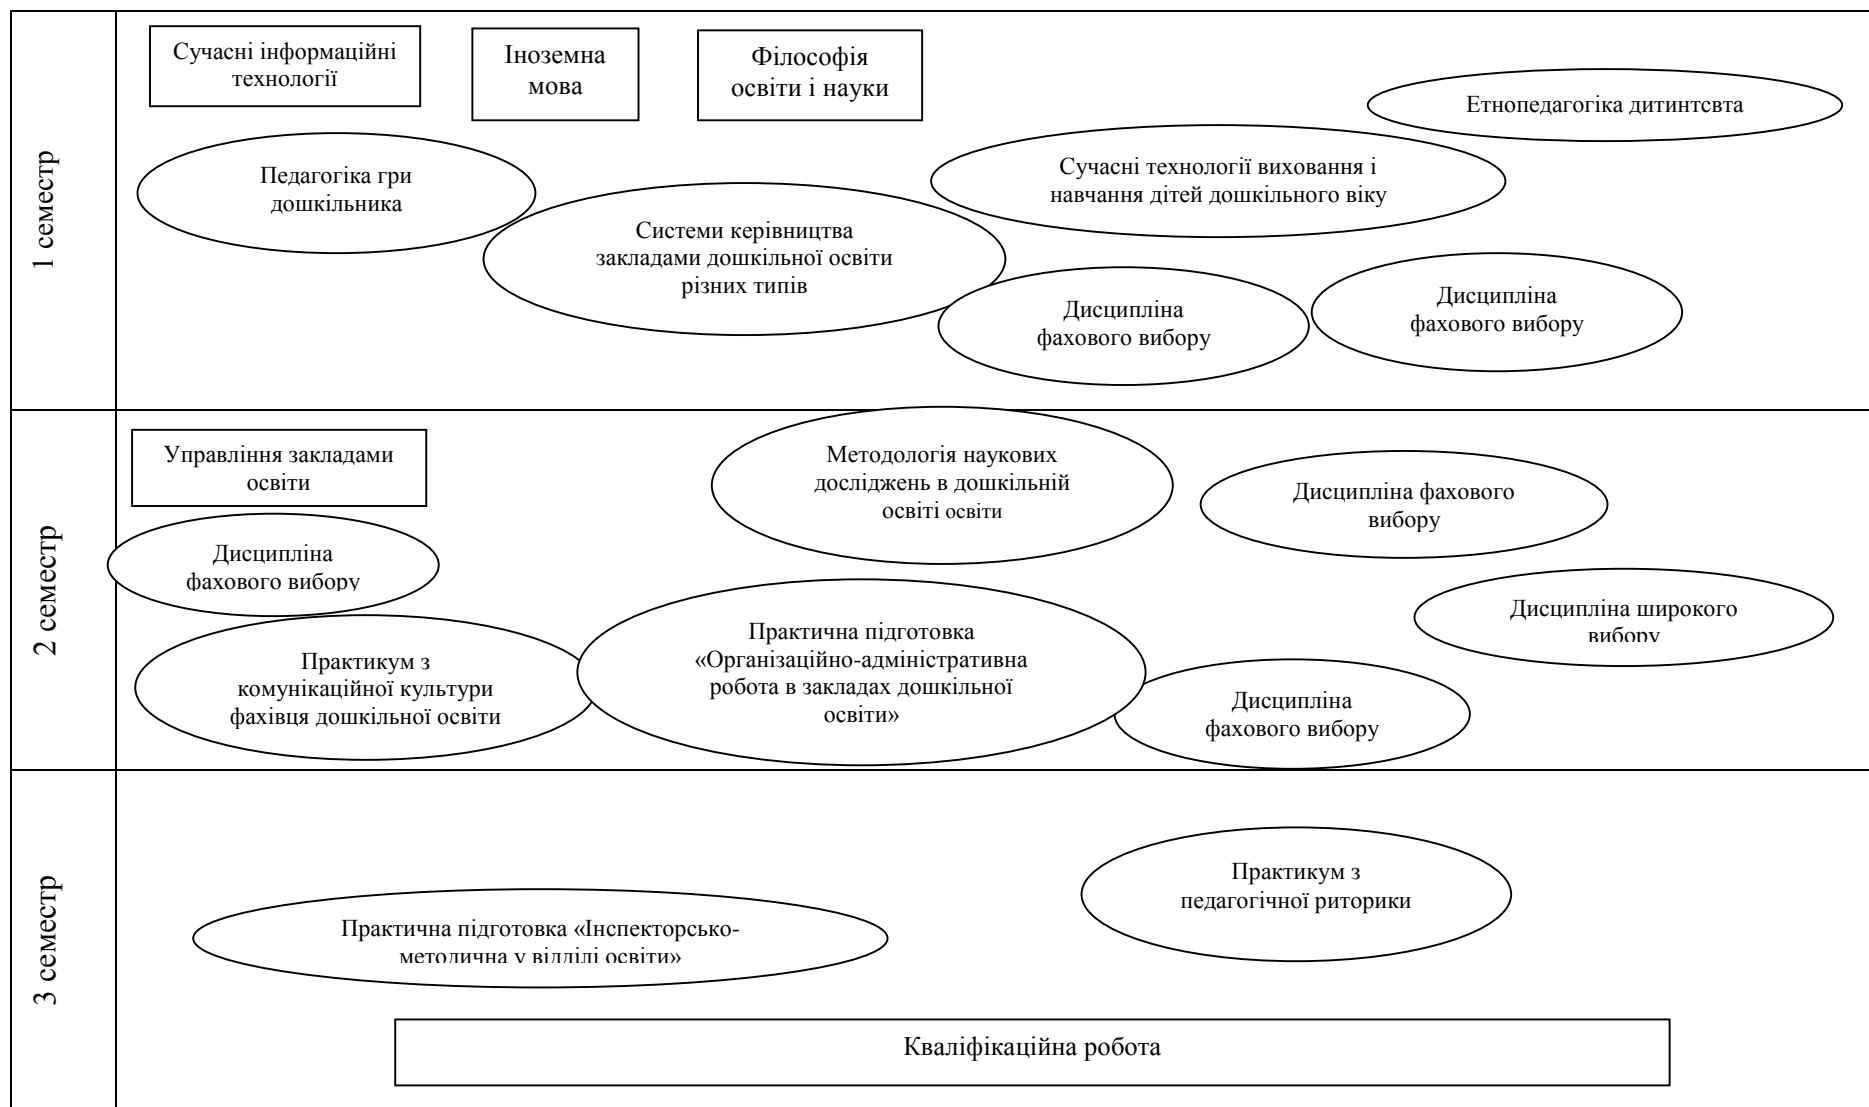 1 семестр
Сучасні інформаційні
технології
Іноземна
мова
Філософія
освіти і науки
Етнопедагогіка дитинтсвта
Педагогіка гри
дошкільника
Сучасні технології виховання і
навчання дітей дошкільного віку
Системи керівництва
закладами дошкільної освіти
різних типів
Дисципліна
фахового вибору
Дисципліна
фахового вибору
2 семестр
Управління закладами
освіти
Методологія наукових
досліджень в дошкільній
освіті освіти
Дисципліна фахового
вибору
Дисципліна
фахового вибору
Дисципліна широкого
вибору
Практикум з
комунікаційної культури
фахівця дошкільної освіти
Практична підготовка
«Організаційно-адміністративна
робота в закладах дошкільної
освіти»
Дисципліна
фахового вибору
3 семестр
Практикум з
педагогічної риторики
Практична підготовка «Інспекторсько-
методична у відділі освіти»
Кваліфікаційна робота